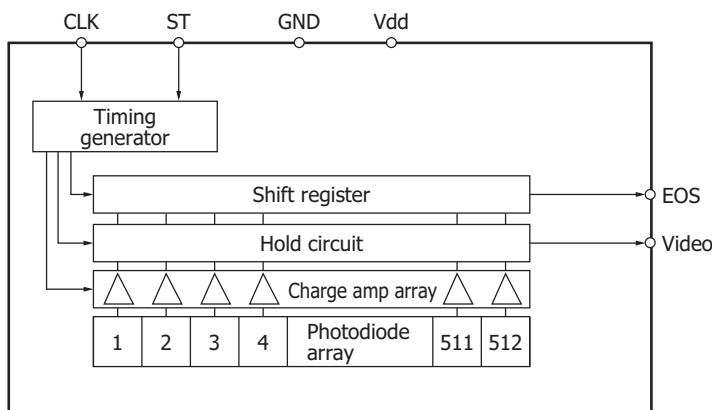 CLK ST GND Vdd
Timing
generator
Shift register
EOS
Hold circuit
Video
Charge amp array
1 2 3 4 Photodiode
array 511 512